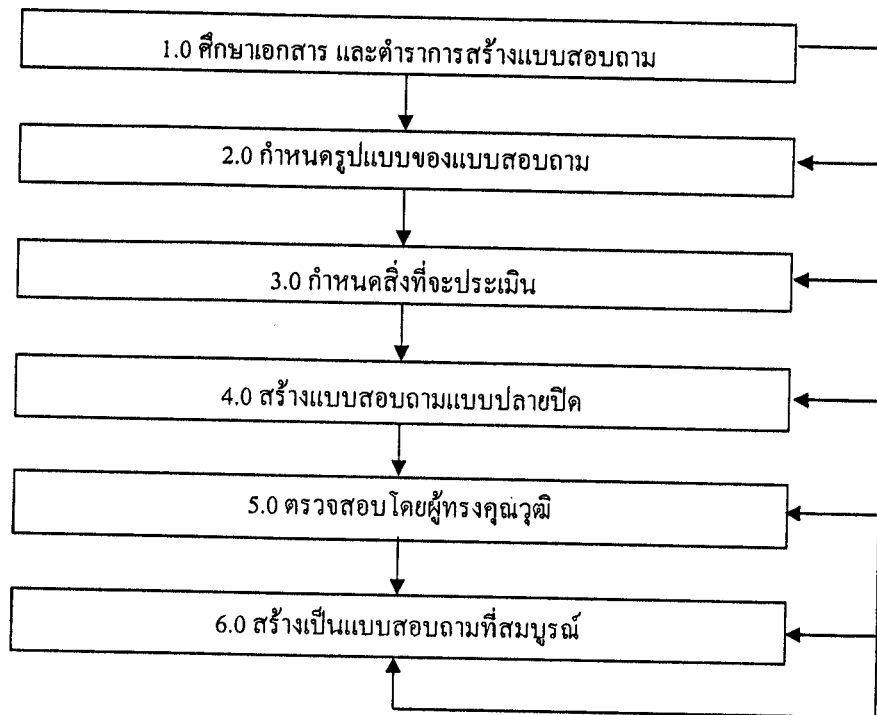 1.0 ศึกษาเอกสาร และตำราการสร้างแบบสอบถาม
2.0 กำหนดรูปแบบของแบบสอบถาม
3.0 กำหนดสิ่งที่จะประเมิน
4.0 สร้างแบบสอบถามแบบปลายปิด
5.0 ตรวจสอบโดยผู้ทรงคุณวุฒิ
6.0 สร้างเป็นแบบสอบถามที่สมบูรณ์